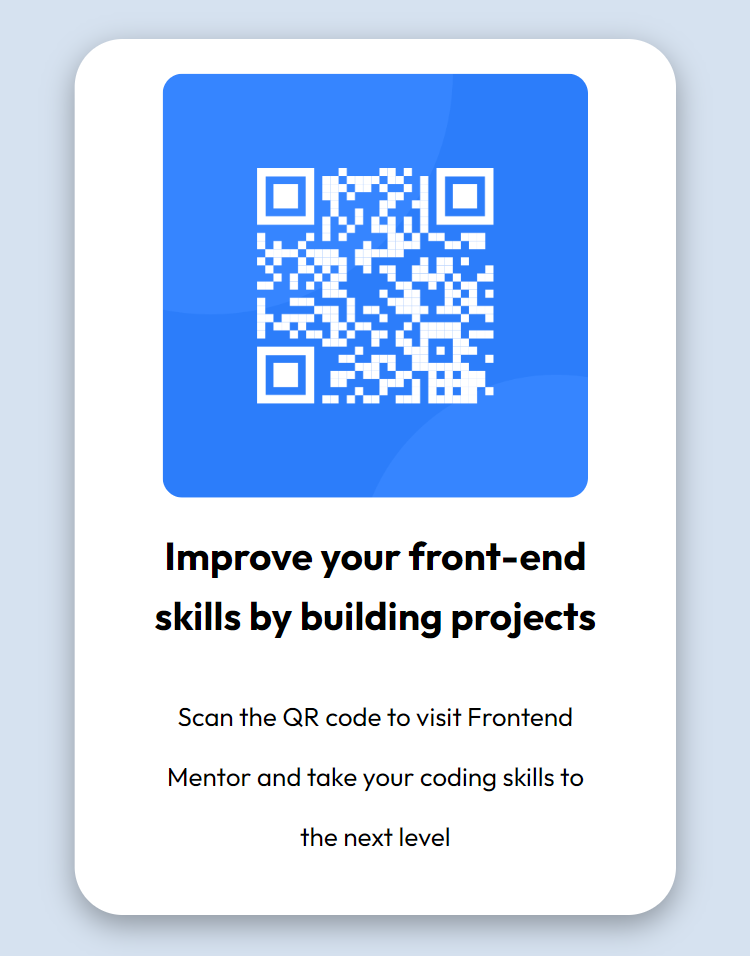 Improve your front-end
skills by building projects
Scan the QR code to visit Frontend
Mentor and take your coding skills to
the next level